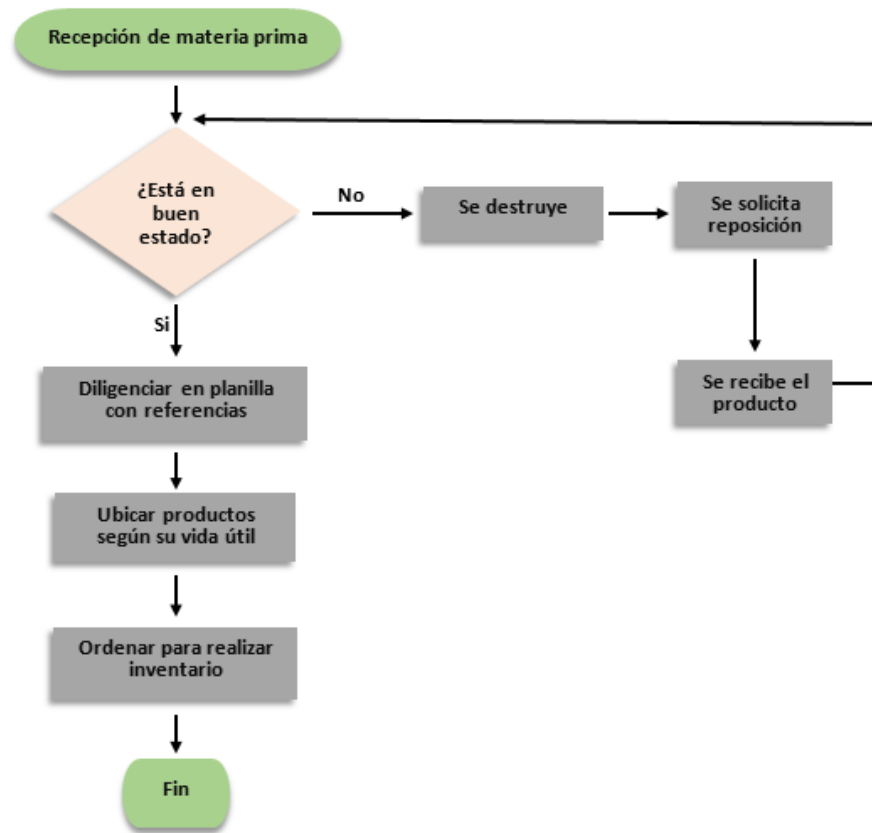 Recepción de materia prima
¿Está en
buen
estado?
No
Se destruye
Se solicita
reposición
Si
Diligenciar en planilla
con referencias
Se recibe el
producto
Ubicar productos
según su vida útil
Ordenar para realizar
inventario
Fin